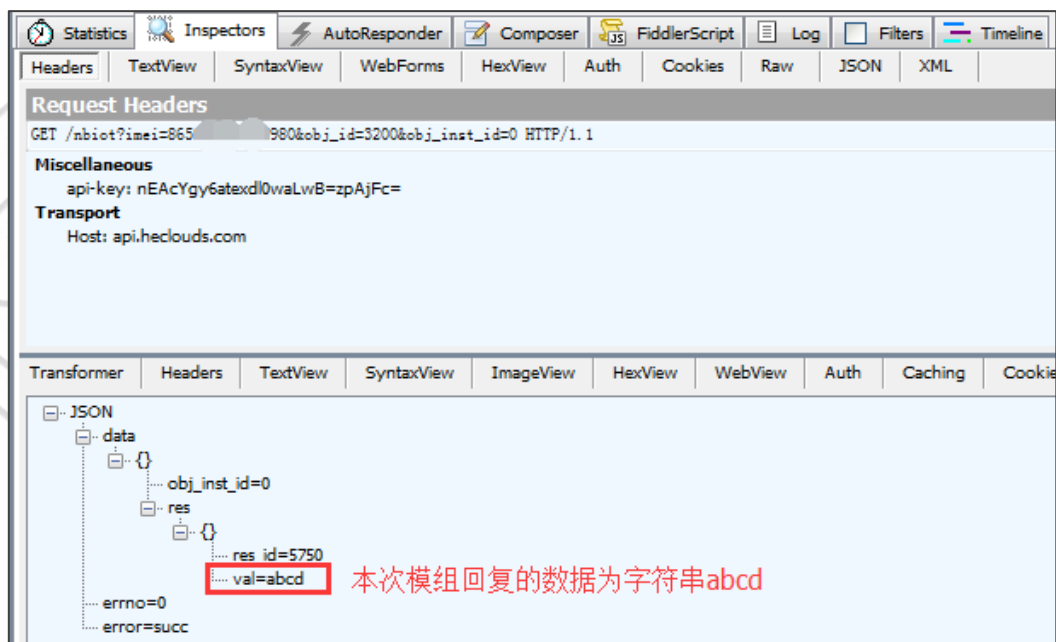 Statistics Inspectors AutoResponder Composer FiddlerScript Log Filters Timeline
Headers TextView SyntaxView WebForms HexView Auth Cookies Raw JSON XML
Request Headers
GET /nbiot?imei=865 980&obj_id=3200&obj_inst_id=0 HTTP/1.1
Miscellaneous
api-key: nEAcYgy6atexdl0waLwB=zpAjFc=
Transport
Host: api.heclouds.com
Transformer Headers TextView SyntaxView ImageView HexView WebView Auth Caching Cookie
JSON
data
{}
obj_inst_id=0
res
{}
res_id=5750
val=abcd 本次模组回复的数据为字符串abcd
errno=0
error=succ